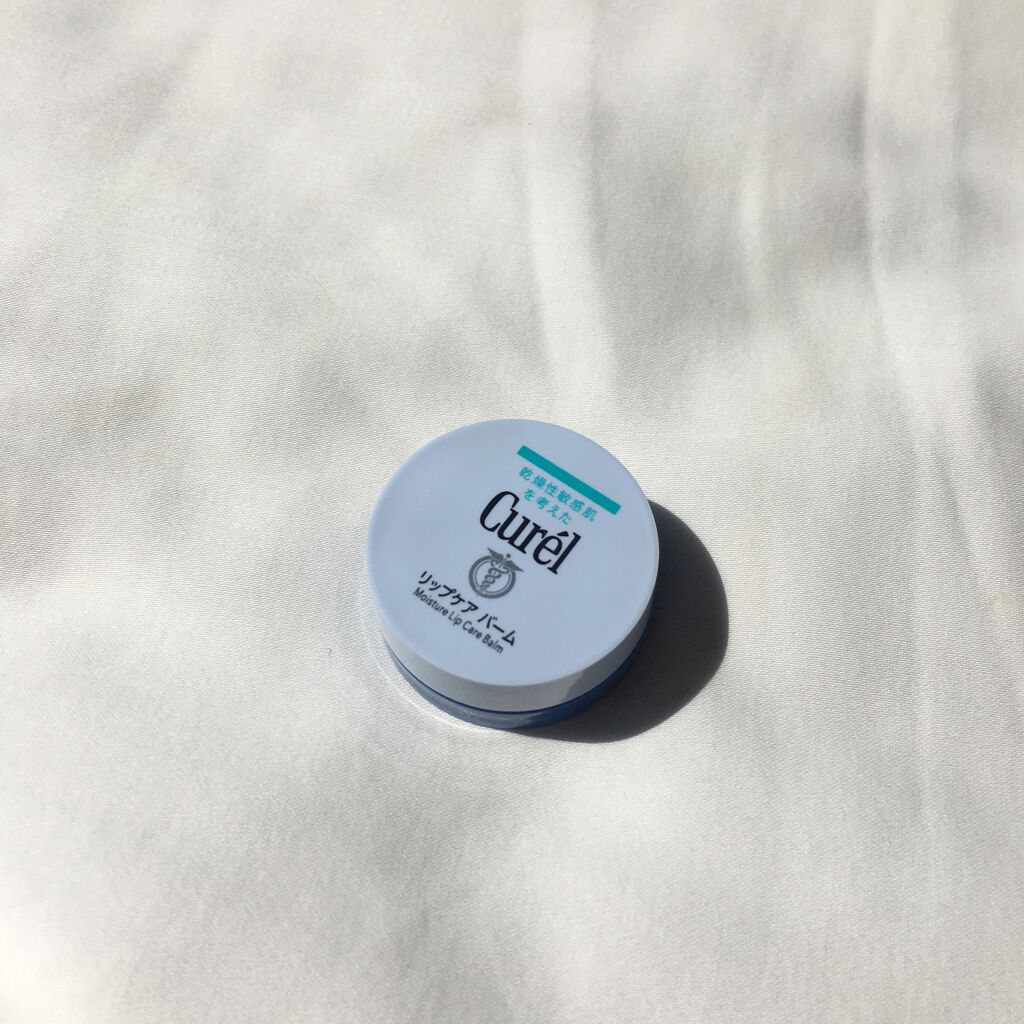 乾燥性敏感肌
を考えた
Curél
リップケア バーム
Moisture Lip Care Balm